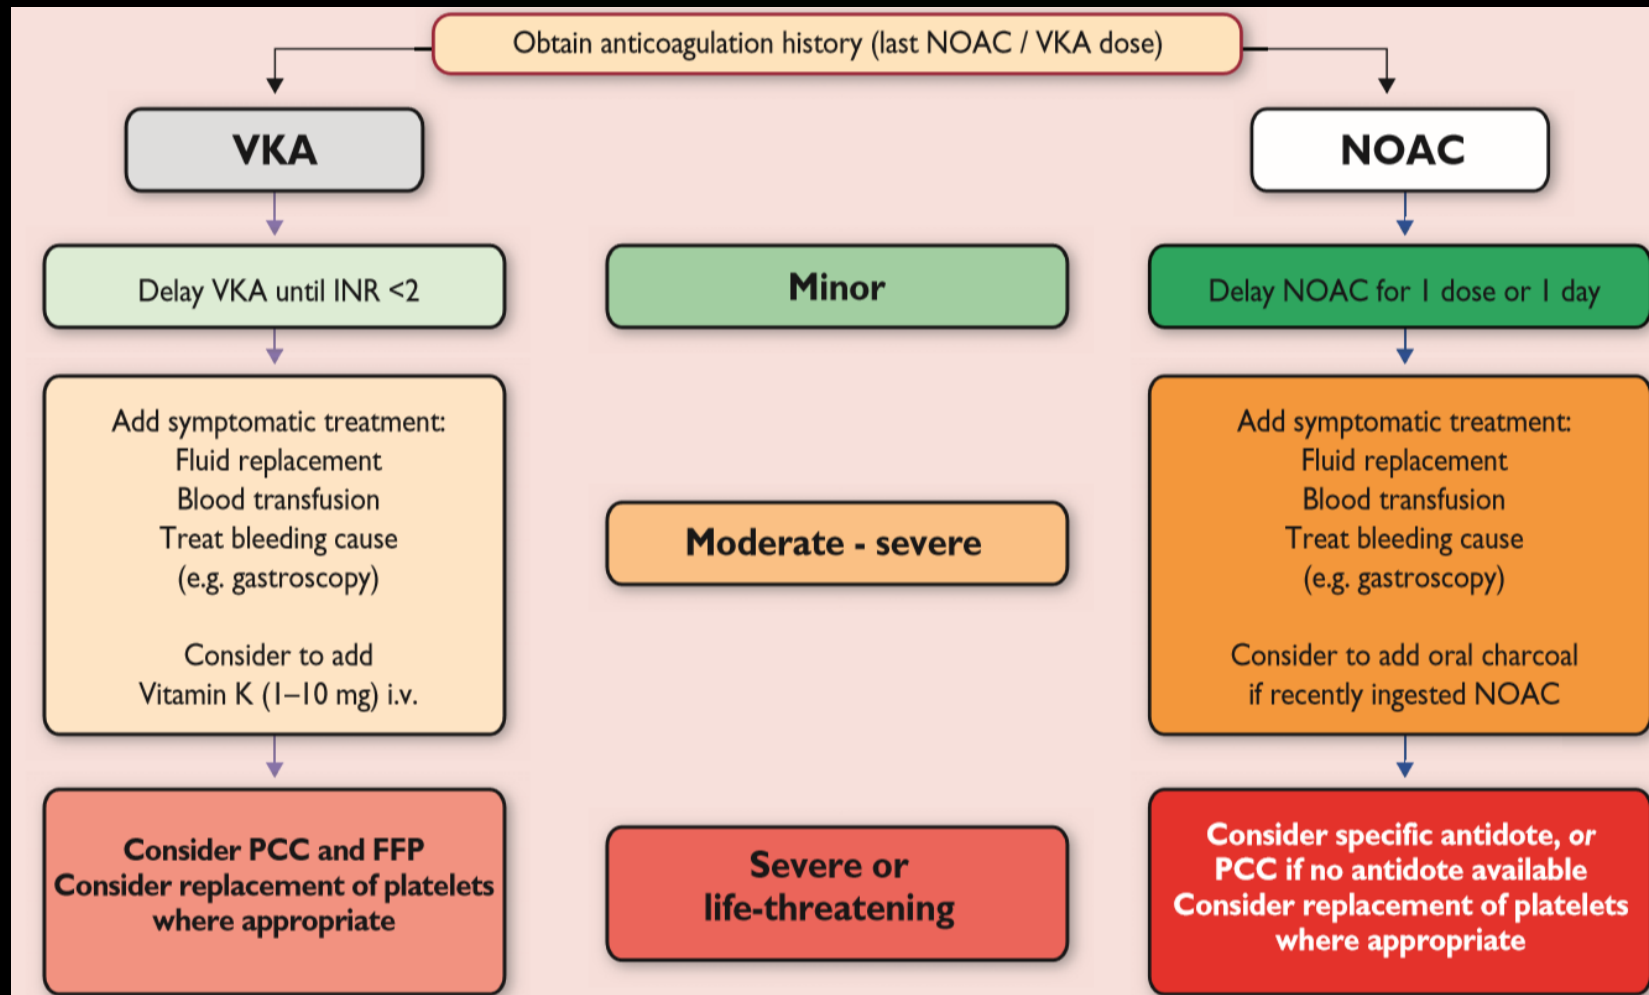 Obtain anticoagulation history (last NOAC / VKA dose)
VKA
NOAC
Delay VKA until INR <2
Minor
Delay NOAC for 1 dose or 1 day
Add symptomatic treatment:
Fluid replacement
Blood transfusion
Treat bleeding cause
(e.g. gastroscopy)
Consider to add
Vitamin K (1–10 mg) i.v.
Moderate - severe
Add symptomatic treatment:
Fluid replacement
Blood transfusion
Treat bleeding cause
(e.g. gastroscopy)
Consider to add oral charcoal
if recently ingested NOAC
Consider PCC and FFP
Consider replacement of platelets
where appropriate
Severe or
life-threatening
Consider specific antidote, or
PCC if no antidote available
Consider replacement of platelets
where appropriate